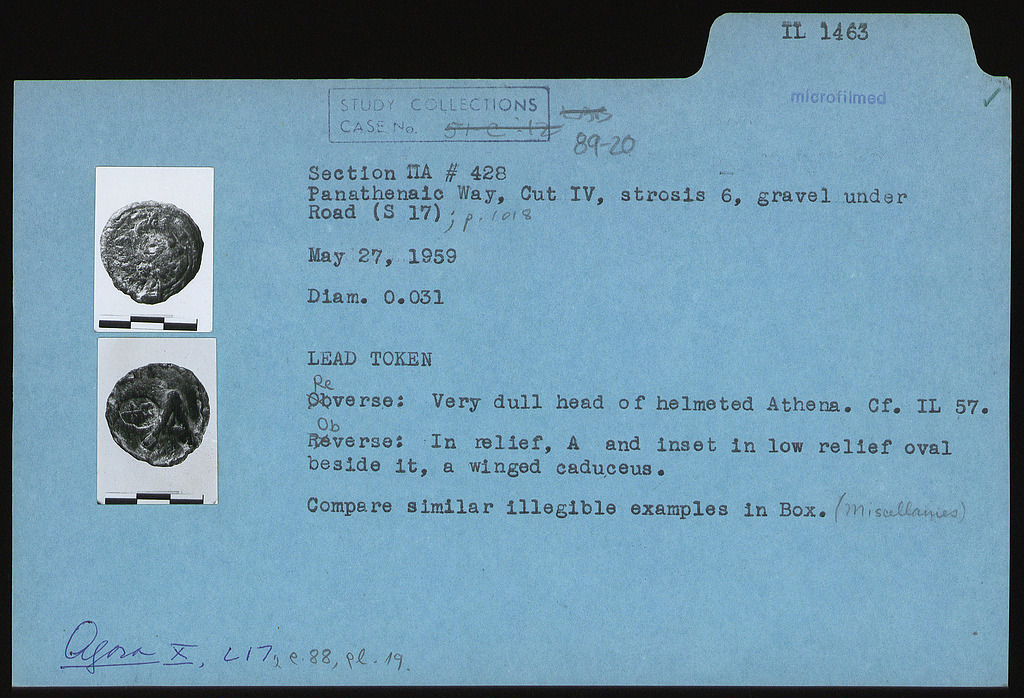 IL 1463
microfilmed
STUDY COLLECTIONS
CASE No. 51-C-12
89-20
Section ΠA # 428
Panathenaic Way, Cut IV, strosis 6, gravel under
Road (S 17); p. 1018
May 27, 1959
Diam. 0.031
LEAD TOKEN
Re
Obverse: Very dull head of helmeted Athena. Cf. IL 57.
Ob
Reverse: In relief, A and inset in low relief oval
beside it, a winged caduceus.
Compare similar illegible examples in Box. (Miscellanies)
Agora X, L17, p. 88, pl. 19.